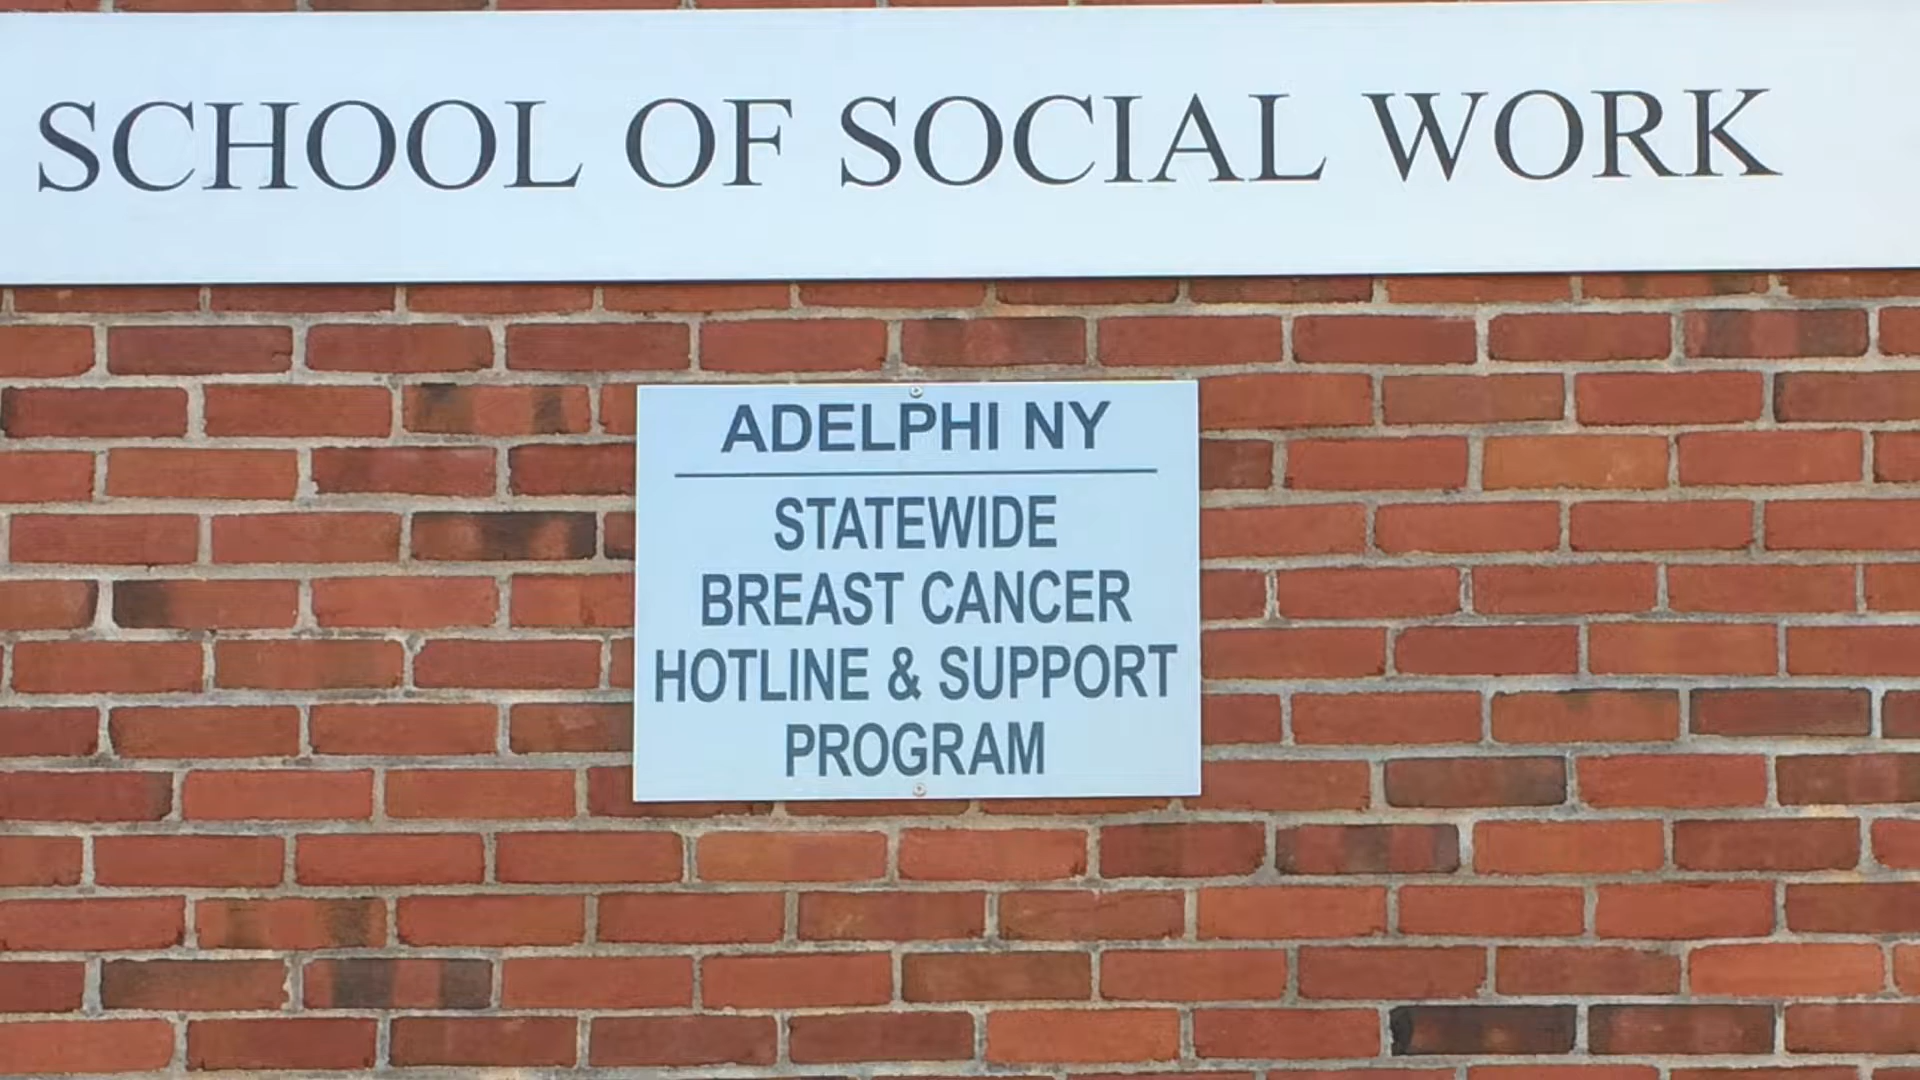 SCHOOL OF SOCIAL WORK
ADELPHI NY
STATEWIDE
BREAST CANCER
HOTLINE & SUPPORT
PROGRAM